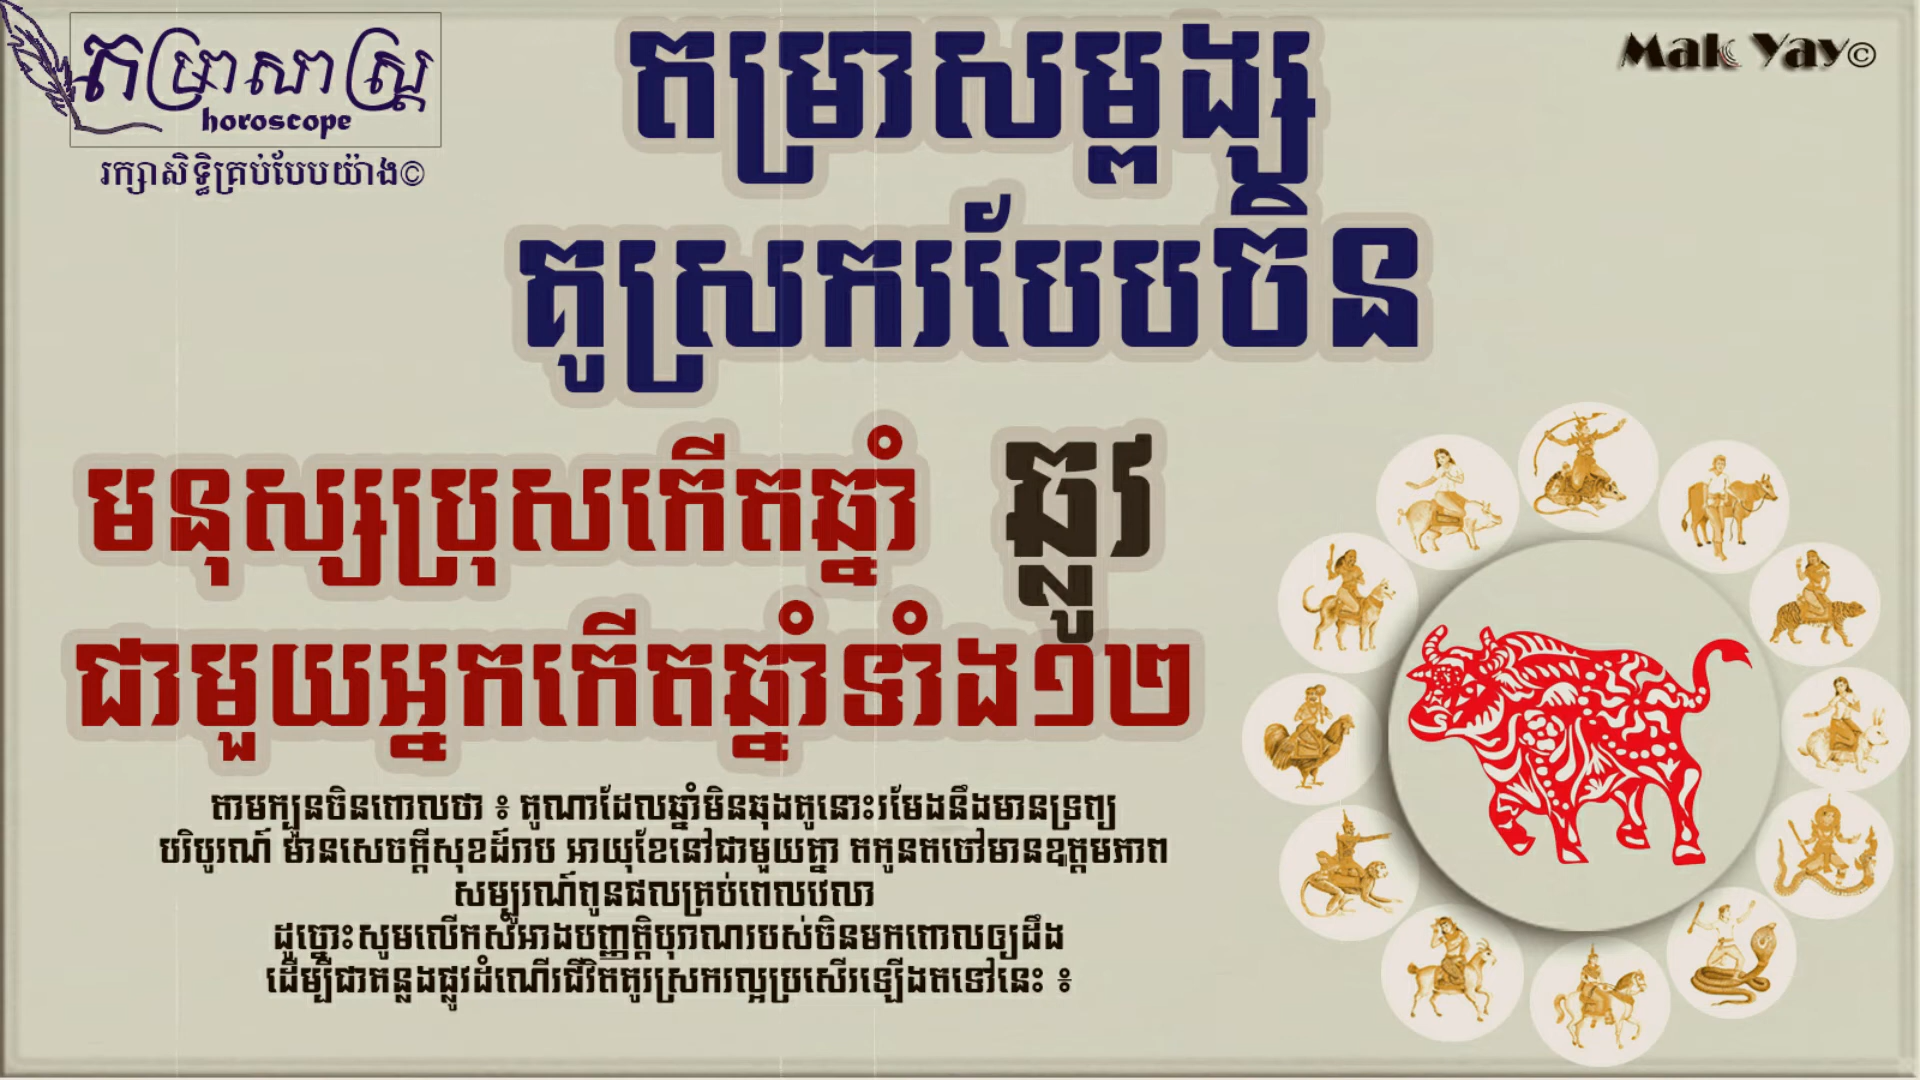 តម្រាសាស្ត្រ
horoscope
រក្សាសិទ្ធិគ្រប់បែបយ៉ាង©
Mak Yay©
តម្រាសម្ពង្ស
គូស្រករបែបចិន
មនុស្សប្រុសកើតឆ្នាំ ឆ្លូវ
ជាមួយអ្នកកើតឆ្នាំទាំង១២
តាមក្បួនចិនពោលថា ៖ គូណាដែលឆ្នាំមិនឆុងគូនោះរមែងនឹងមានទ្រព្យ
បរិបូរណ៍ មានសេចក្ដីសុខដ៏រាប អាយុខែនៅជាមួយគ្នា តកូនតចៅមានឧត្តមភាព
សម្បូរណ៍ពូនផលគ្រប់ពេលវេលា
ដូច្នោះសូមលើកសំអាងបញ្ញត្តិបុរាណរបស់ចិនមកពោលឲ្យដឹង
ដើម្បីជាគន្លងផ្លូវដំណើរជីវិតគូរស្រករល្អប្រសើរឡើងតទៅនេះ ៖